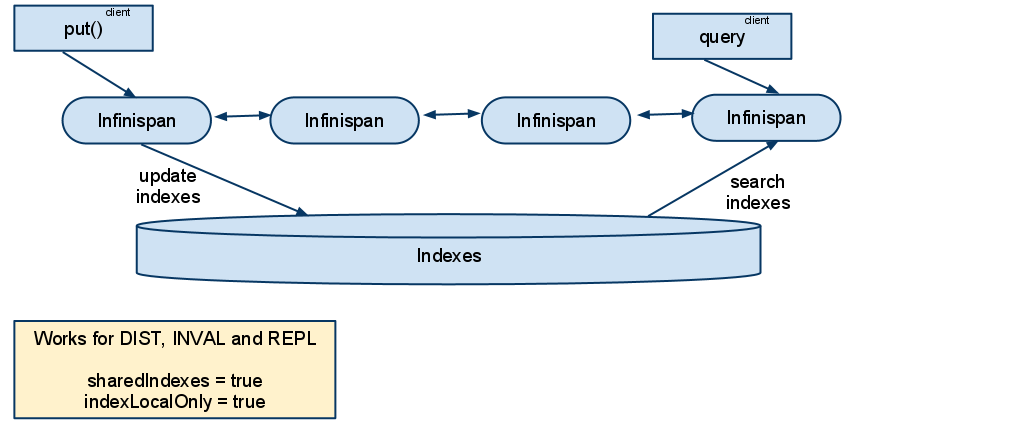 client
put()
client
query
Infinispan
Infinispan
Infinispan
Infinispan
update
indexes
search
indexes
Indexes
Works for DIST, INVAL and REPL
sharedIndexes = true
indexLocalOnly = true